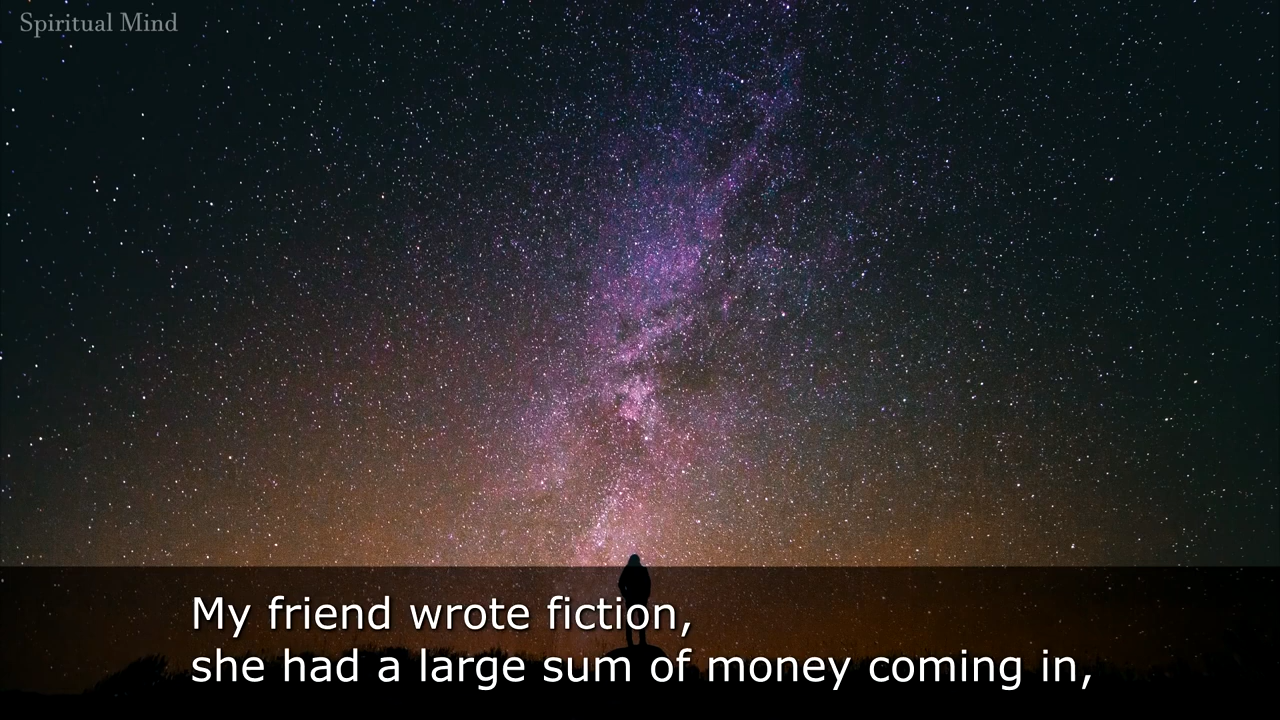 Spiritual Mind
My friend wrote fiction,
she had a large sum of money coming in,